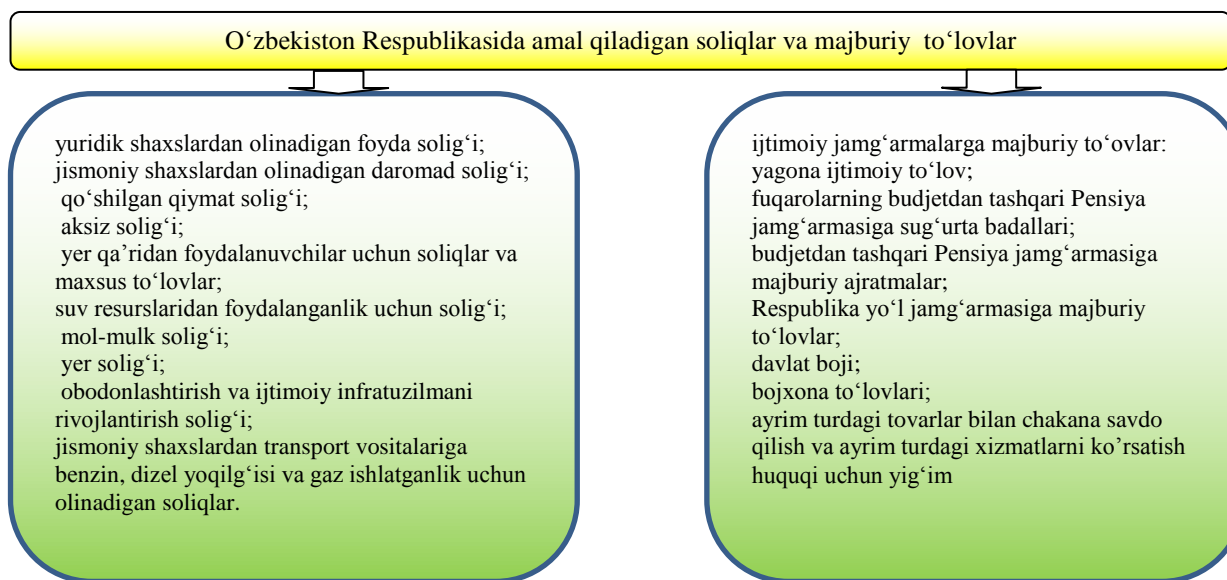 O‘zbekiston Respublikasida amal qiladigan soliqlar va majburiy to‘lovlar
yuridik shaxslardan olinadigan foyda solig‘i;
jismoniy shaxslardan olinadigan daromad solig‘i;
qo‘shilgan qiymat solig‘i;
aksiz solig‘i;
yer qa’ridan foydalanuvchilar uchun soliqlar va
maxsus to‘lovlar;
suv resurslaridan foydalanganlik uchun solig‘i;
mol-mulk solig‘i;
yer solig‘i;
obodonlashtirish va ijtimoiy infratuzilmani
rivojlantirish solig‘i;
jismoniy shaxslardan transport vositalariga
benzin, dizel yoqilg‘isi va gaz ishlatganlik uchun
olinadigan soliqlar.
ijtimoiy jamg‘armalarga majburiy to‘ovlar:
yagona ijtimoiy to‘lov;
fuqarolarning budjetdan tashqari Pensiya
jamg‘armasiga sug‘urta badallari;
budjetdan tashqari Pensiya jamg‘armasiga
majburiy ajratmalar;
Respublika yo‘l jamg‘armasiga majburiy
to‘lovlar;
davlat boji;
bojxona to‘lovlari;
ayrim turdagi tovarlar bilan chakana savdo
qilish va ayrim turdagi xizmatlarni ko’rsatish
huquqi uchun yig‘im